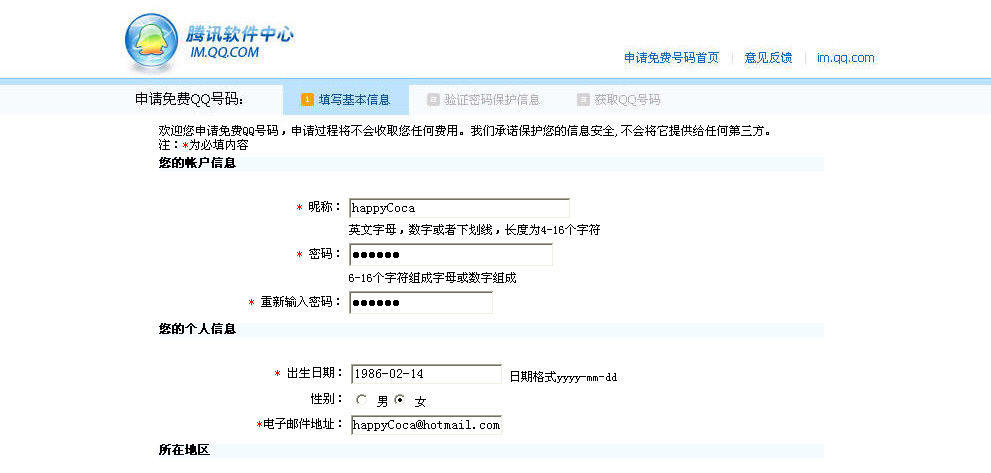 腾讯软件中心
IM.QQ.COM
申请免费号码首页 | 意见反馈 | im.qq.com
申请免费QQ号码: 1 填写基本信息 2 验证密码保护信息 3 获取QQ号码
欢迎您申请免费QQ号码，申请过程将不会收取您任何费用。我们承诺保护您的信息安全,不会将它提供给任何第三方。
注：*为必填内容
您的帐户信息
* 昵称： happyCoca
英文字母，数字或者下划线，长度为4-16个字符
* 密码： ●●●●●●
6-16个字符组成字母或数字组成
* 重新输入密码： ●●●●●●
您的个人信息
* 出生日期： 1986-02-14 日期格式yyyy-mm-dd
性别： 男 女
*电子邮件地址： happyCoca@hotmail.com
所在地区